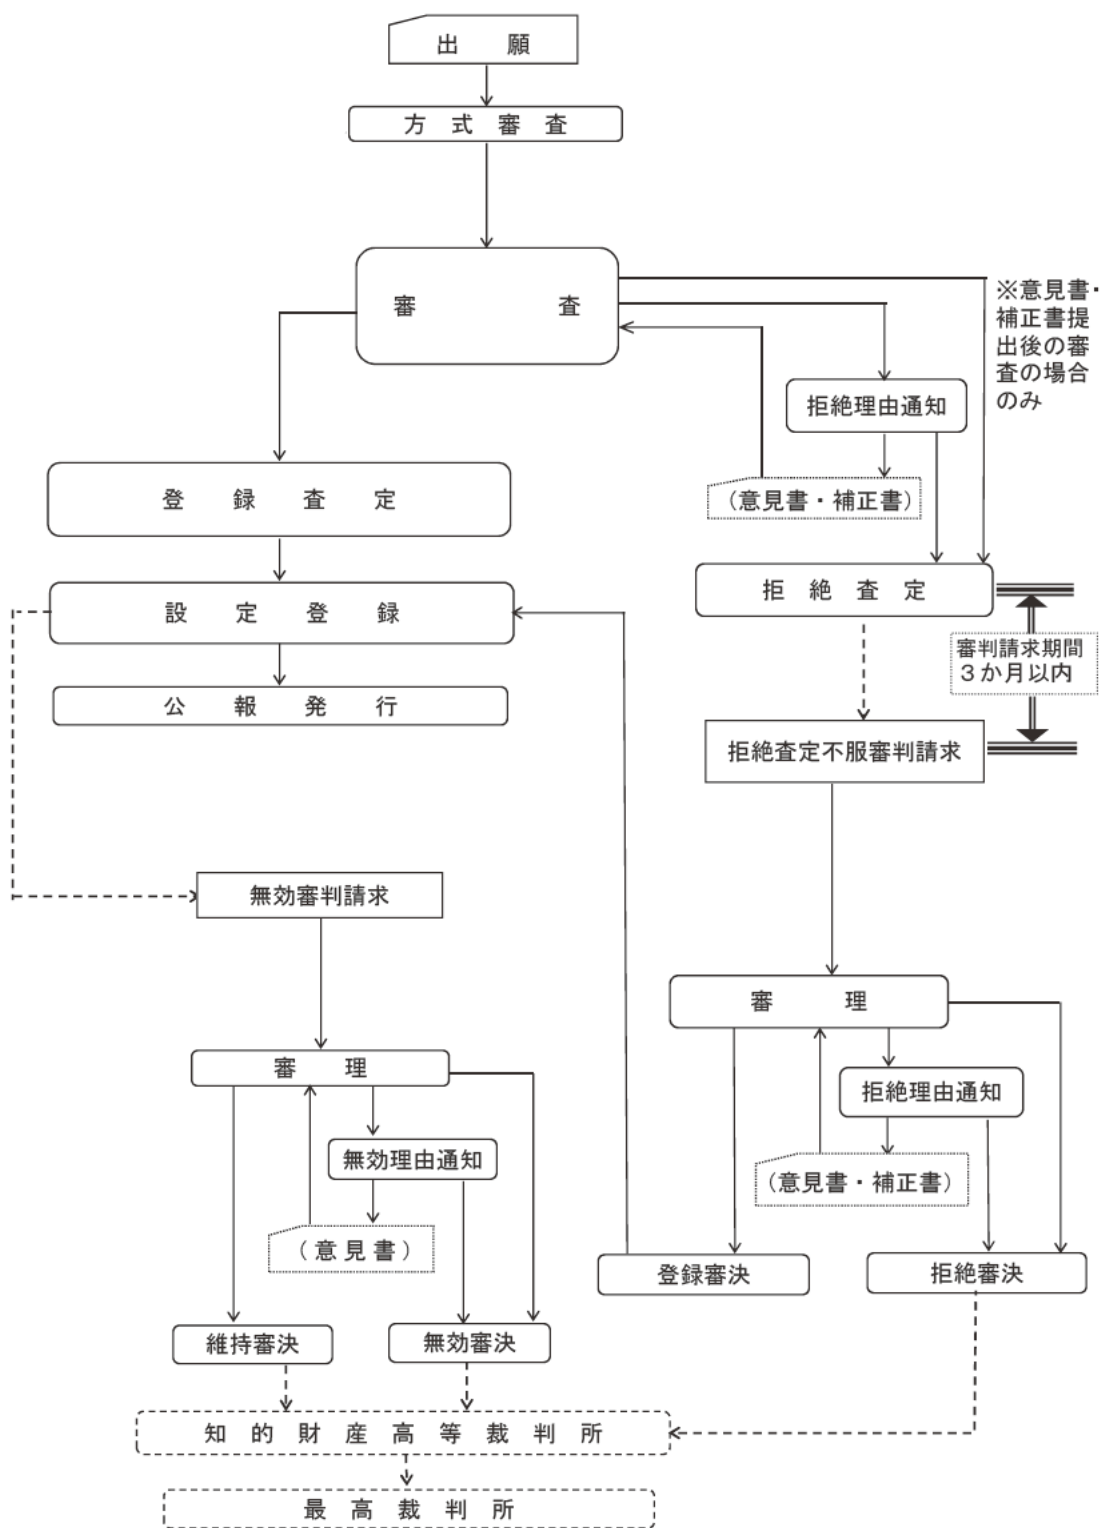 出願
方式審査
審査
※意見書・
補正書提
出後の審
査の場合
のみ
拒絶理由通知
(意見書・補正書)
登録査定
拒絶査定
設定登録
審判請求期間
3か月以内
公報発行
拒絶査定不服審判請求
無効審判請求
審理
拒絶理由通知
(意見書・補正書)
登録審決
拒絶審決
審理
無効理由通知
(意見書)
維持審決
無効審決
知的財産高等裁判所
最高裁判所